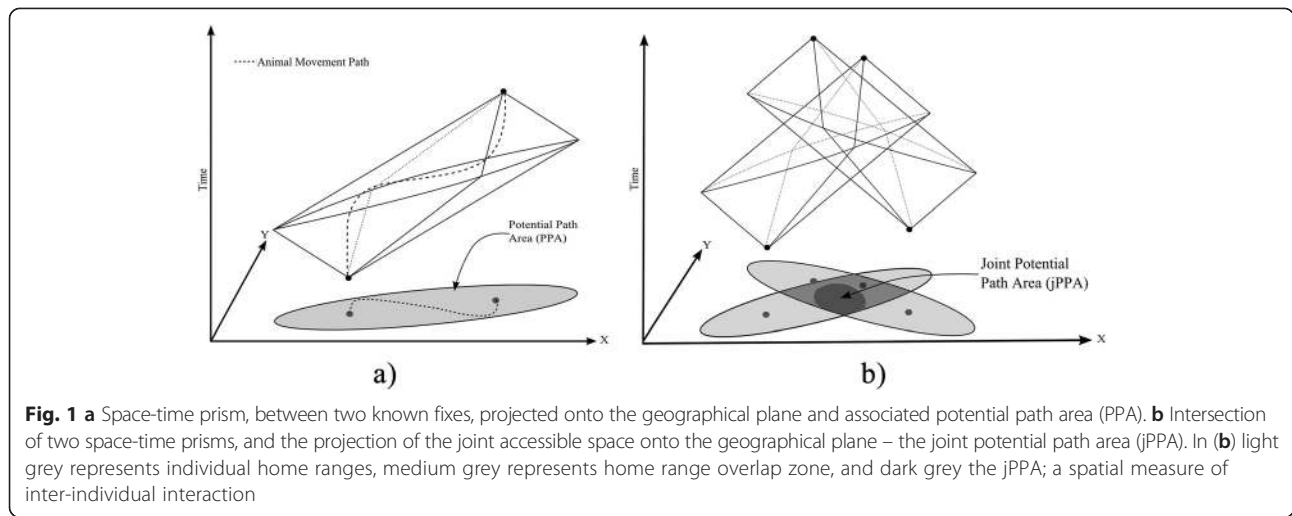 Time
Animal Movement Path
Y
Potential Path
Area (PPA)
X
a)
Time
Y
Joint Potential
Path Area (jPPA)
X
b)
Fig. 1 a Space-time prism, between two known fixes, projected onto the geographical plane and associated potential path area (PPA). b Intersection
of two space-time prisms, and the projection of the joint accessible space onto the geographical plane – the joint potential path area (jPPA). In (b) light
grey represents individual home ranges, medium grey represents home range overlap zone, and dark grey the jPPA; a spatial measure of
inter-individual interaction